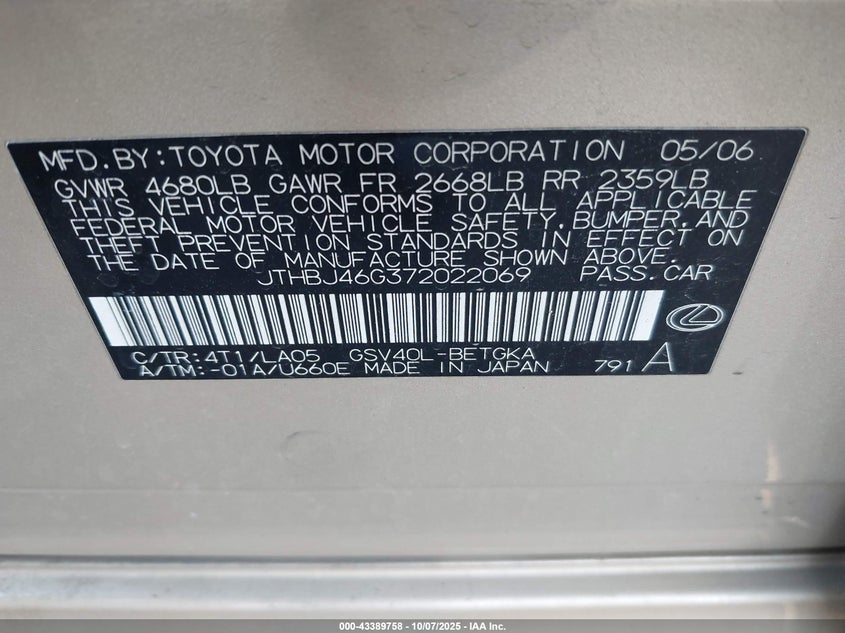 MFD.BY:TOYOTA MOTOR CORPORATION 05/06
GVWR 4680LB GAWR FR 2668LB RR 2359LB
THIS VEHICLE CONFORMS TO ALL APPLICABLE
FEDERAL MOTOR VEHICLE SAFETY,BUMPER,AND
THEFT PREVENTION STANDARDS IN EFFECT ON
THE DATE OF MANUFACTURE SHOWN ABOVE.
JTHBJ46G372022069 PASS.CAR
C/TR:4T1/LA05 GSV40L-BETGKA
A/TM:-01A/U660E MADE IN JAPAN 791 A
000-43389758 - 10/07/2025 - IAA Inc.